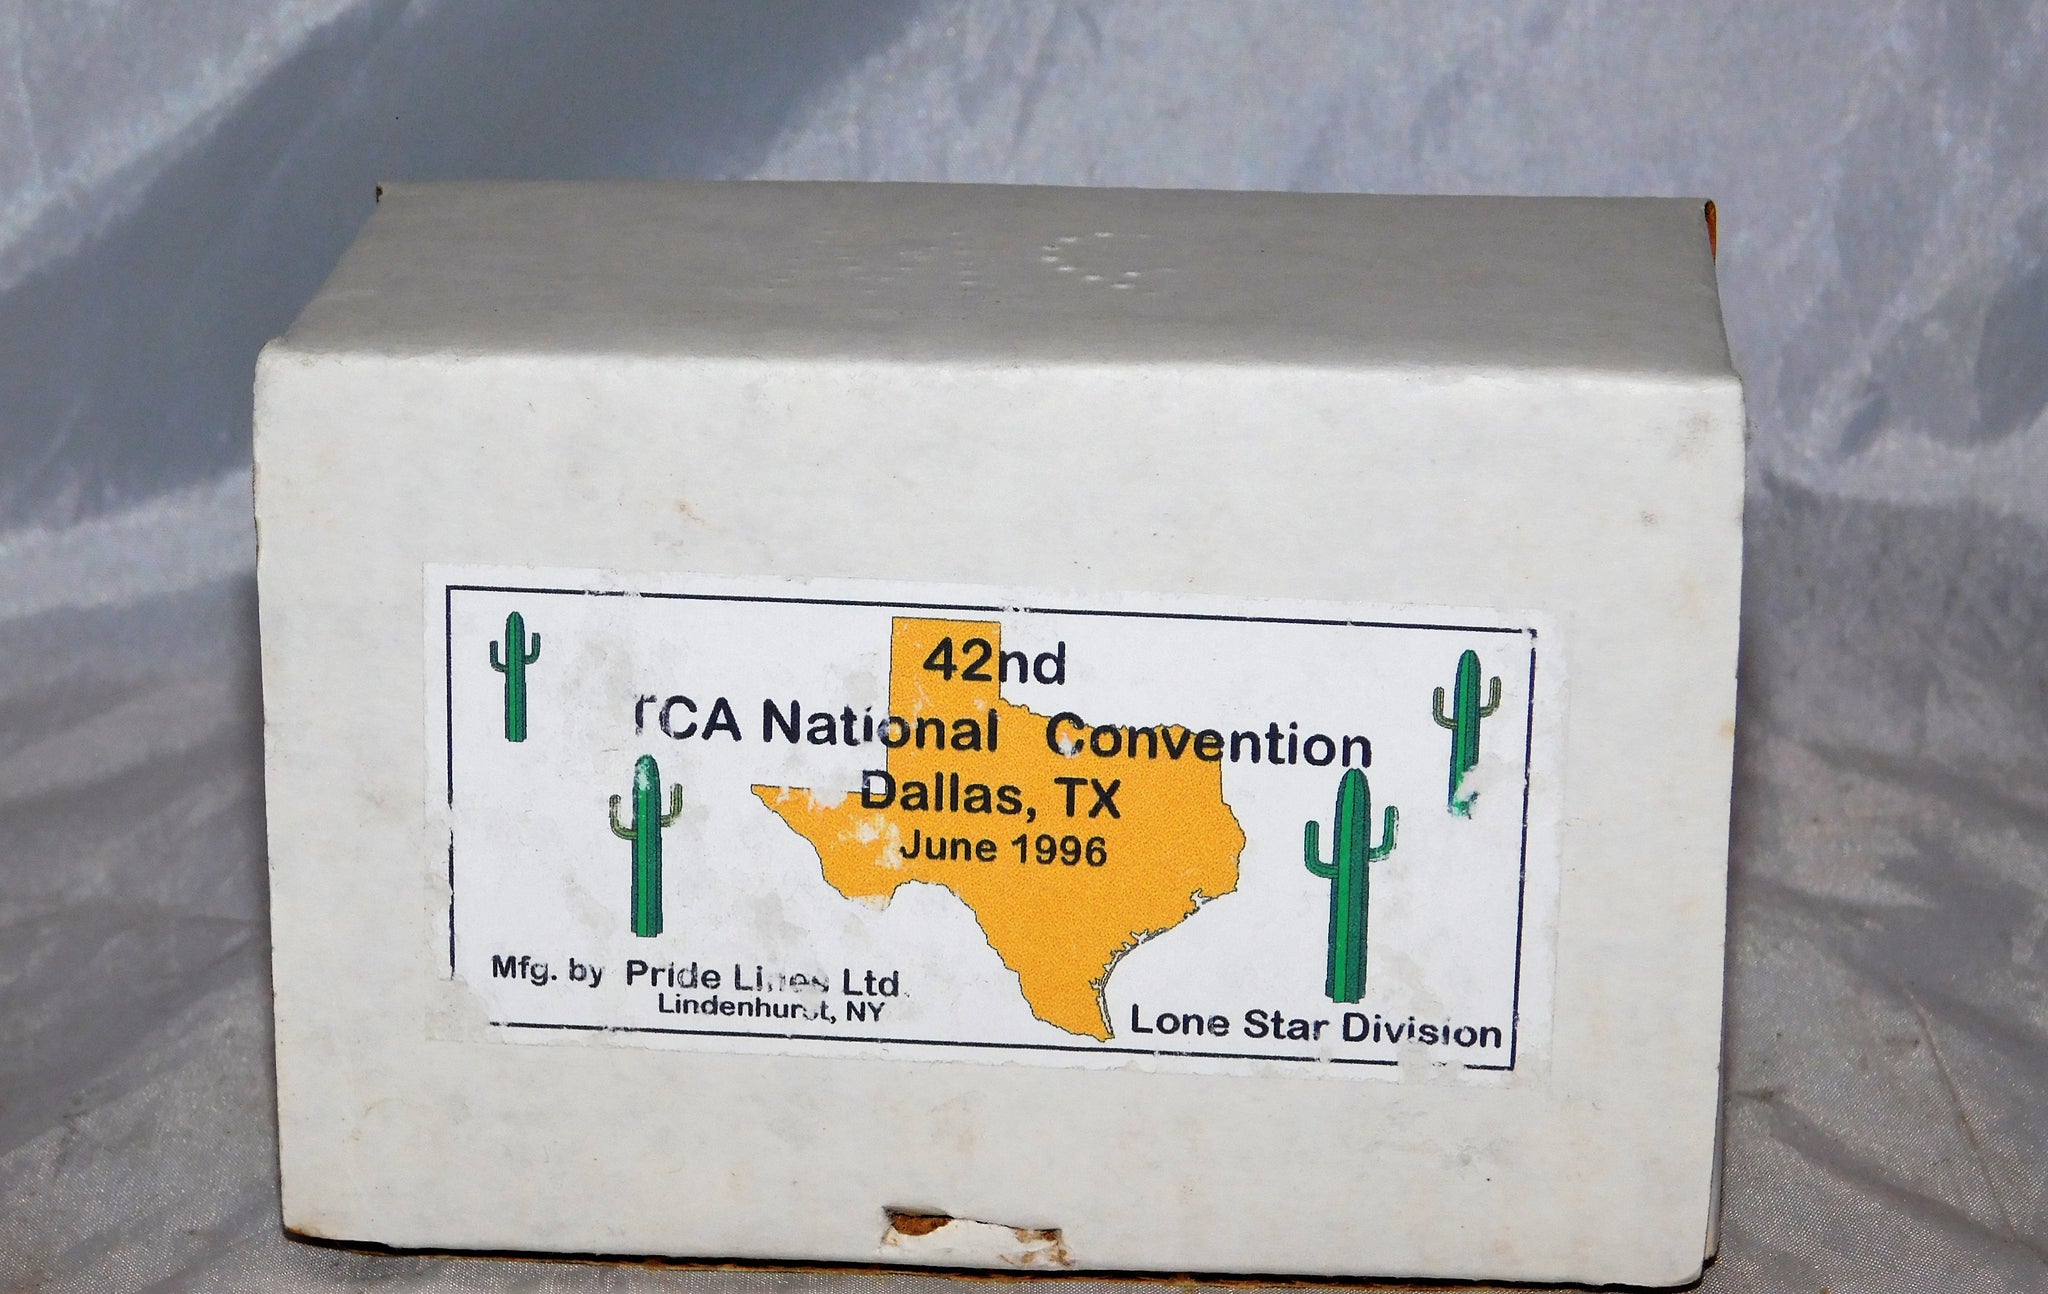 42nd
TCA National Convention
Dallas, TX
June 1996
Mfg. by Pride Lines Ltd.
Lindenhurst, NY
Lone Star Division